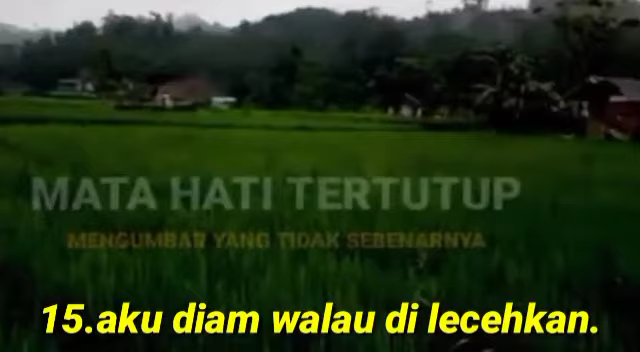 MATA HATI TERTUTUP
MENGUMBAR YANG TIDAK SEBENARNYA
15.aku diam walau di lecehkan.